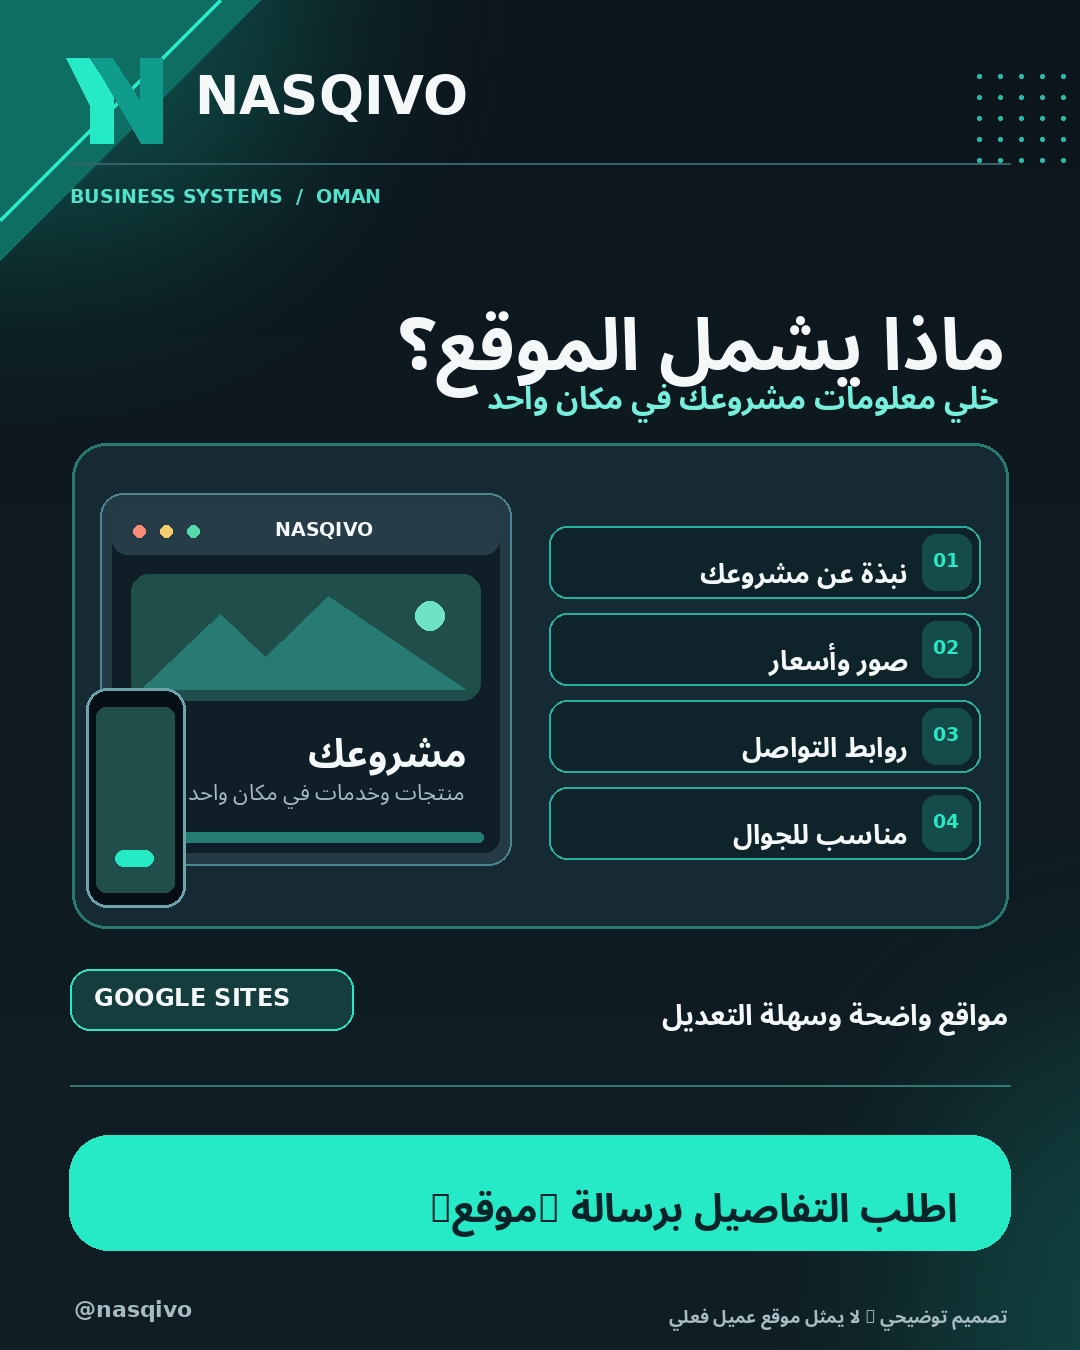 NASQIVO
BUSINESS SYSTEMS / OMAN
ماذا يشمل الموقع؟
خلي معلومات مشروعك في مكان واحد
NASQIVO
مشروعك
منتجات وخدمات في مكان واحد
01 نبذة عن مشروعك
02 صور وأسعار
03 روابط التواصل
04 مناسب للجوال
GOOGLE SITES
مواقع واضحة وسهلة التعديل
اطلب التفاصيل برسالة ▯موقع▯
@nasqivo
تصميم توضيحي ▯ لا يمثل موقع عميل فعلي